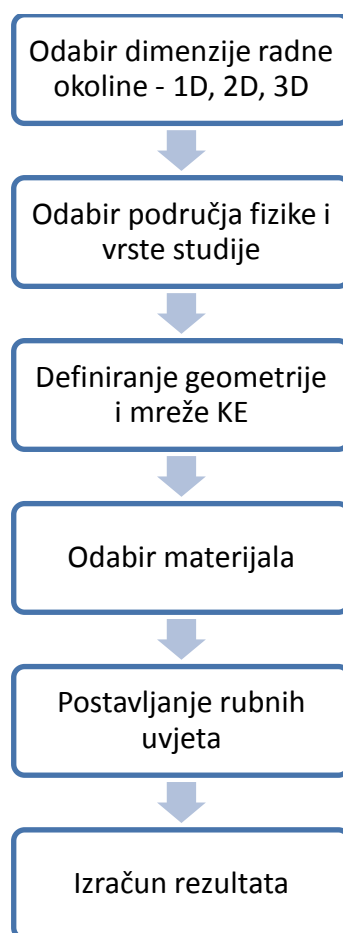 Odabir dimenzije radne
okoline - 1D, 2D, 3D
Odabir područja fizike i
vrste studije
Definiranje geometrije
i mreže KE
Odabir materijala
Postavljanje rubnih
uvjeta
Izračun rezultata